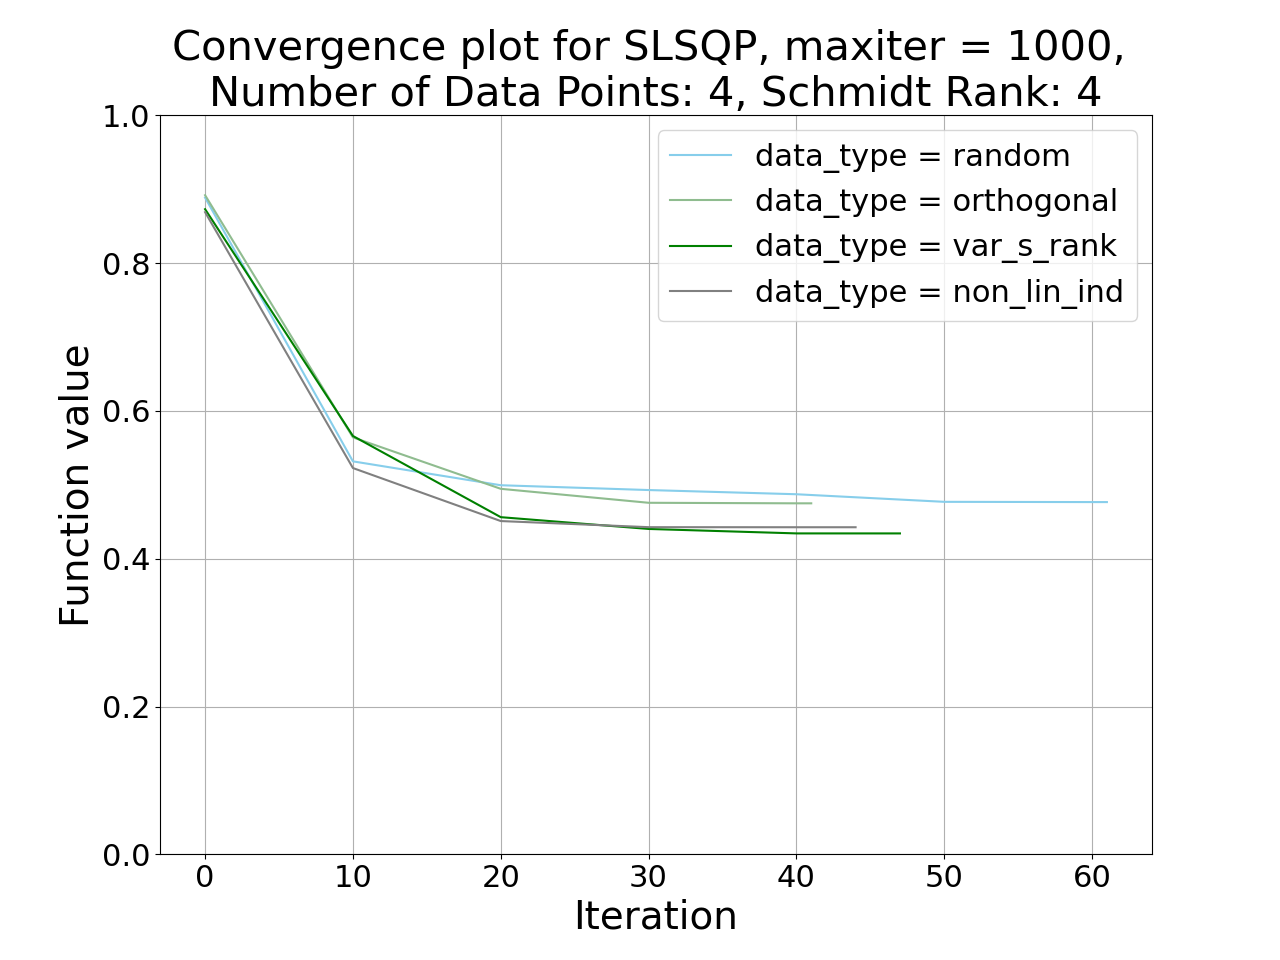 Convergence plot for SLSQP, maxiter = 1000,
Number of Data Points: 4, Schmidt Rank: 4
1.0
0.8
0.6
0.4
0.2
0.0
Function value
data_type = random
data_type = orthogonal
data_type = var_s_rank
data_type = non_lin_ind
0 10 20 30 40 50 60
Iteration